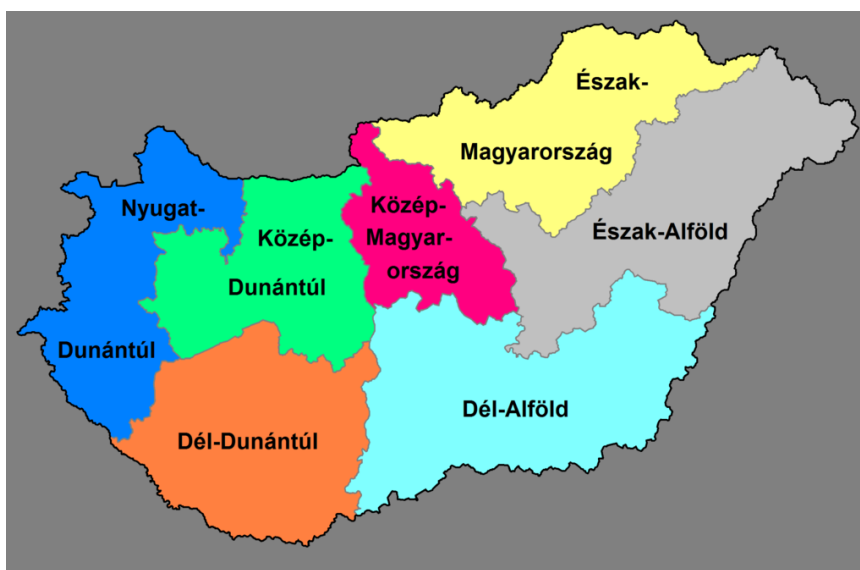 Észak-
Magyarország
Nyugat-
Dunántúl
Közép-
Dunántúl
Közép-
Magyar-
ország
Észak-Alföld
Dél-Alföld
Dél-Dunántúl